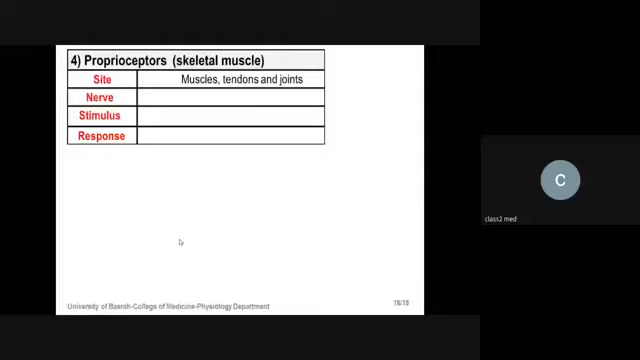 4) Proprioceptors (skeletal muscle)
Site Muscles, tendons and joints
Nerve
Stimulus
Response
University of Basrah-College of Medicine-Physiology Department
16/18
C
class2 med